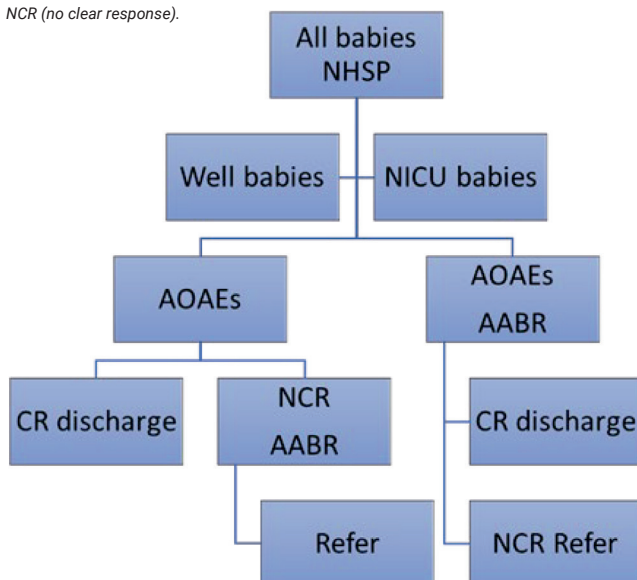 NCR (no clear response).
All babies
NHSP
Well babies
NICU babies
AOAEs
AOAEs
AABR
CR discharge
NCR
AABR
CR discharge
Refer
NCR Refer